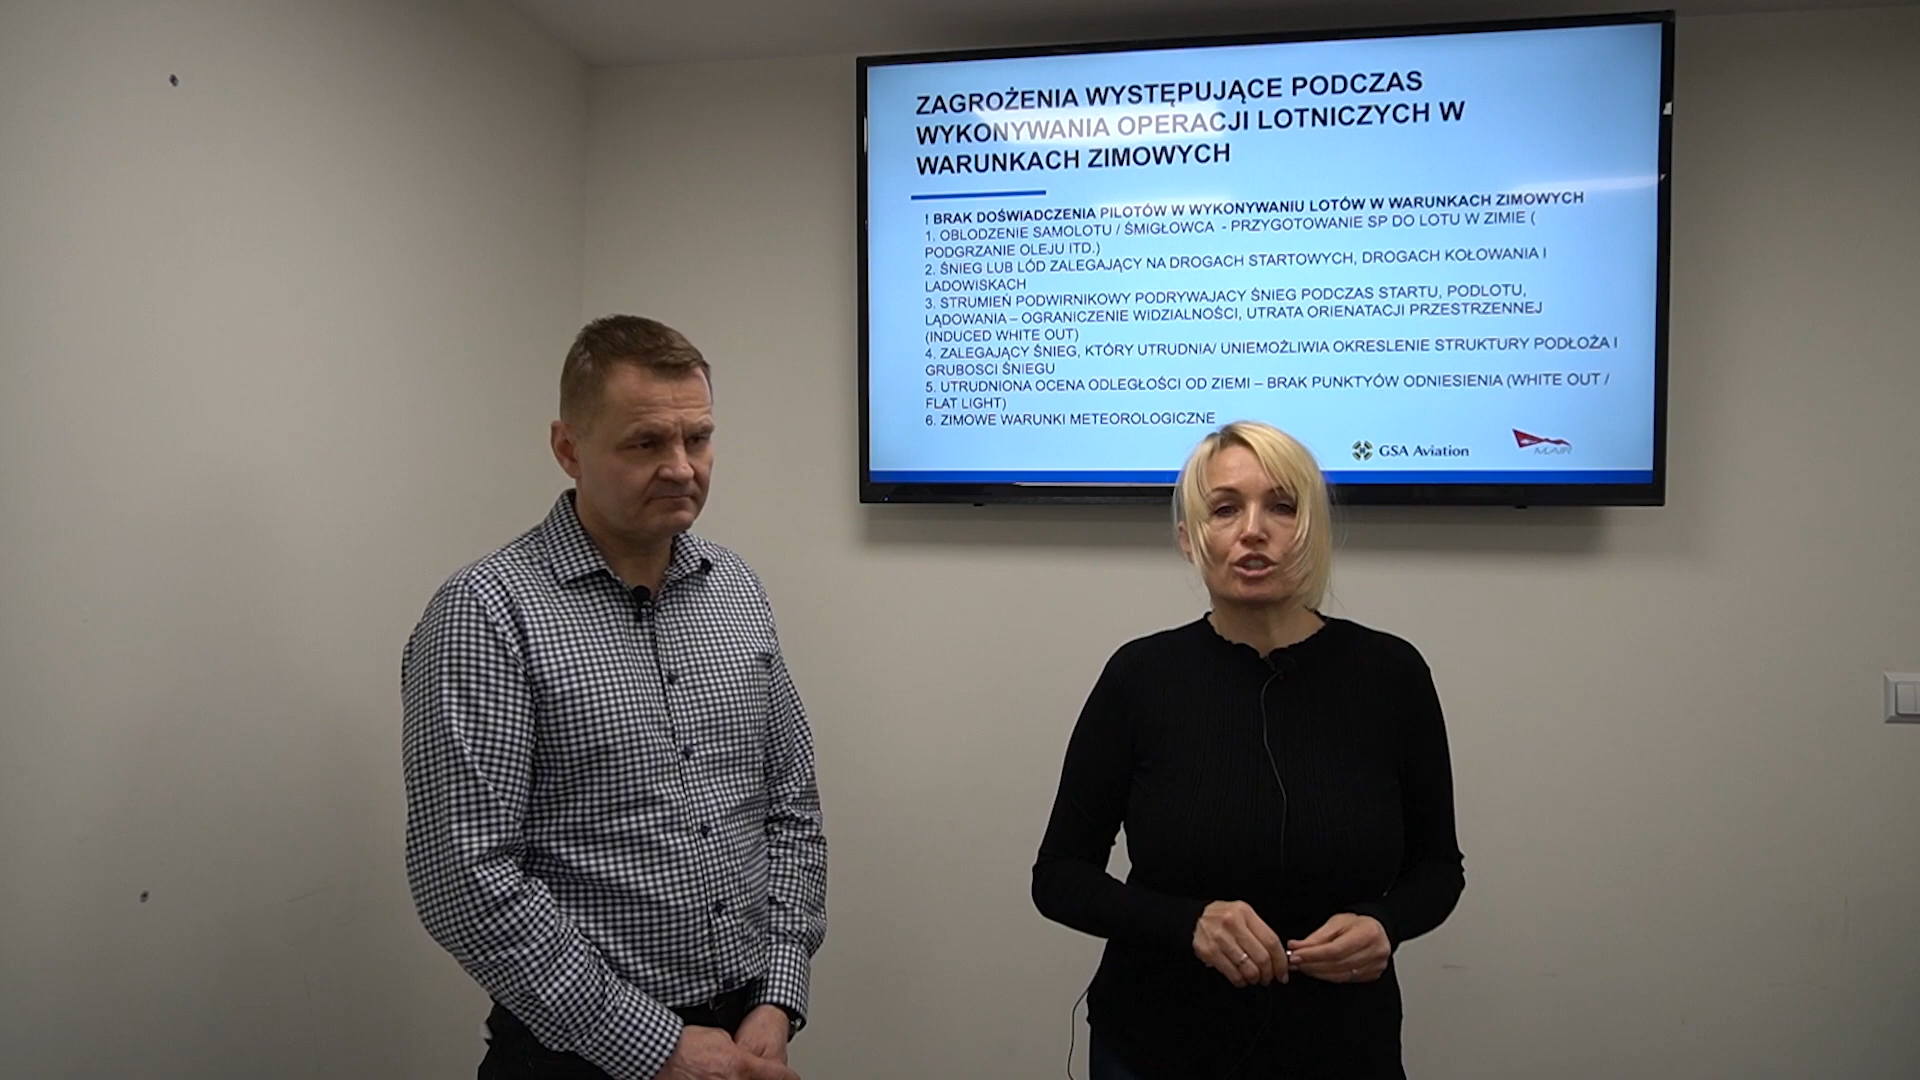 ZAGROŻENIA WYSTĘPUJĄCE PODCZAS
WYKONYWANIA OPERACJI LOTNICZYCH W
WARUNKACH ZIMOWYCH
! BRAK DOŚWIADCZENIA PILOTÓW W WYKONYWANIU LOTÓW W WARUNKACH ZIMOWYCH
1. OBLODZENIE SAMOLOTU / ŚMIGŁOWCA - PRZYGOTOWANIE SP DO LOTU W ZIMIE (
PODGRZANIE OLEJU ITD.)
2. ŚNIEG LUB LÓD ZALEGAJĄCY NA DROGACH STARTOWYCH, DROGACH KOŁOWANIA I
LADOWISKACH
3. STRUMIEŃ PODWIRNIKOWY PODRYWAJACY ŚNIEG PODCZAS STARTU, PODLOTU,
LĄDOWANIA – OGRANICZENIE WIDZIALNOŚCI, UTRATA ORIENATACJI PRZESTRZENNEJ
(INDUCED WHITE OUT)
4. ZALEGAJĄCY ŚNIEG, KTÓRY UTRUDNIA/ UNIEMOŻLIWIA OKRESLENIE STRUKTURY PODŁOŻA I
GRUBOSCI ŚNIEGU
5. UTRUDNIONA OCENA ODLEGŁOŚCI OD ZIEMI – BRAK PUNKTYÓW ODNIESIENIA (WHITE OUT /
FLAT LIGHT)
6. ZIMOWE WARUNKI METEOROLOGICZNE
GSA Aviation